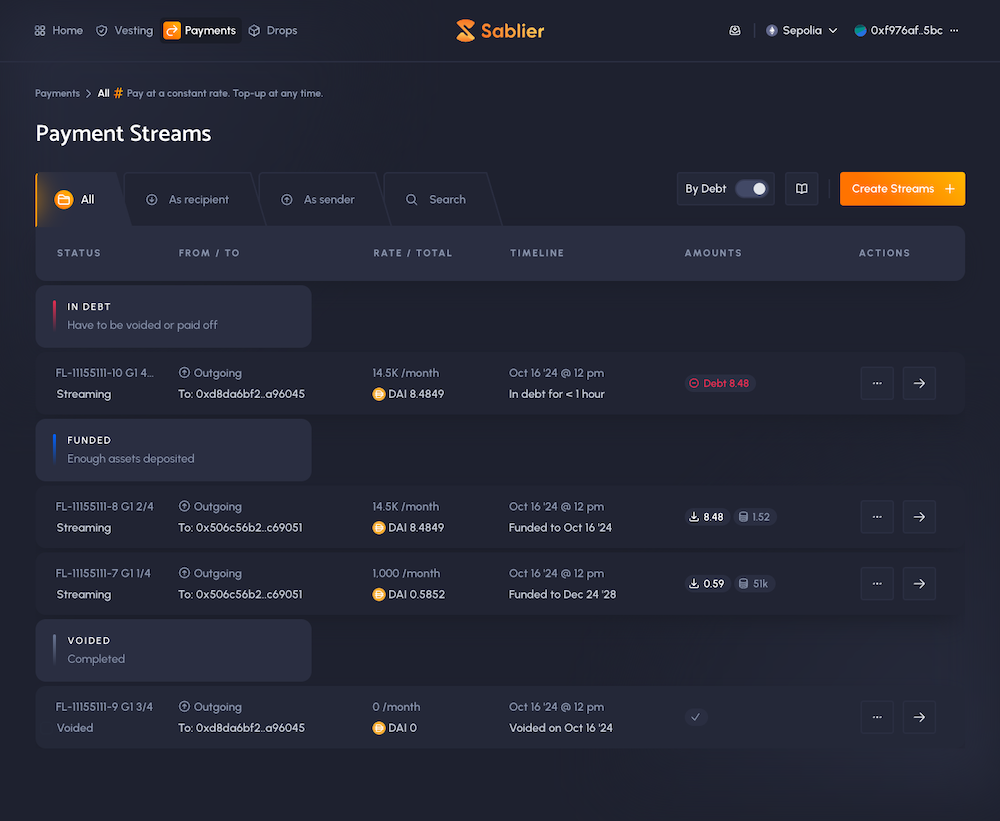 Home Vesting Payments Drops Sablier Sepolia 0xf976af..5bc ...
Payments > All # Pay at a constant rate. Top-up at any time.
Payment Streams
All As recipient As sender Search By Debt Create Streams +
STATUS FROM / TO RATE / TOTAL TIMELINE AMOUNTS ACTIONS
IN DEBT
Have to be voided or paid off
FL-11155111-10 G1 4... Outgoing 14.5K /month Oct 16 '24 @ 12 pm
Streaming To: 0xd8da6bf2..a96045 DAI 8.4849 In debt for < 1 hour Debt 8.48
FUNDED
Enough assets deposited
FL-11155111-8 G1 2/4 Outgoing 14.5K /month Oct 16 '24 @ 12 pm
Streaming To: 0x506c56b2..c69051 DAI 8.4849 Funded to Oct 16 '24 8.48 1.52
FL-11155111-7 G1 1/4 Outgoing 1,000 /month Oct 16 '24 @ 12 pm
Streaming To: 0x506c56b2..c69051 DAI 0.5852 Funded to Dec 24 '28 0.59 51k
VOIDED
Completed
FL-11155111-9 G1 3/4 Outgoing 0 /month Oct 16 '24 @ 12 pm
Voided To: 0xd8da6bf2..a96045 DAI 0 Voided on Oct 16 '24